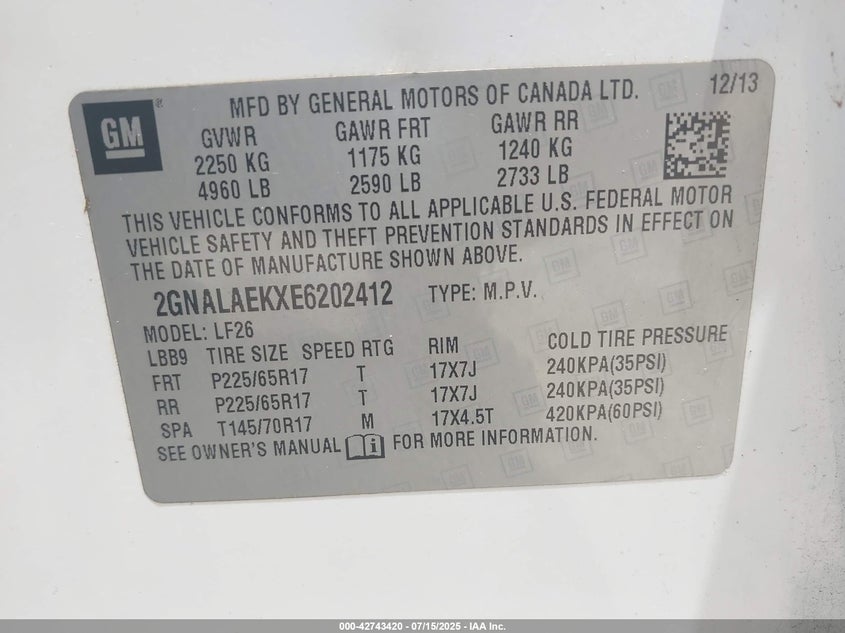 GM
MFD BY GENERAL MOTORS OF CANADA LTD. 12/13
GVWR GAWR FRT GAWR RR
2250 KG 1175 KG 1240 KG
4960 LB 2590 LB 2733 LB
THIS VEHICLE CONFORMS TO ALL APPLICABLE U.S. FEDERAL MOTOR
VEHICLE SAFETY AND THEFT PREVENTION STANDARDS IN EFFECT ON
THE DATE OF MANUFACTURE SHOWN ABOVE.
2GNALAEKXE6202412 TYPE: M.P.V.
MODEL: LF26
LBB9 TIRE SIZE SPEED RTG RIM COLD TIRE PRESSURE
FRT P225/65R17 T 17X7J 240KPA(35PSI)
RR P225/65R17 T 17X7J 240KPA(35PSI)
SPA T145/70R17 M 17X4.5T 420KPA(60PSI)
SEE OWNER'S MANUAL FOR MORE INFORMATION.
000-42743420 - 07/15/2025 - IAA Inc.